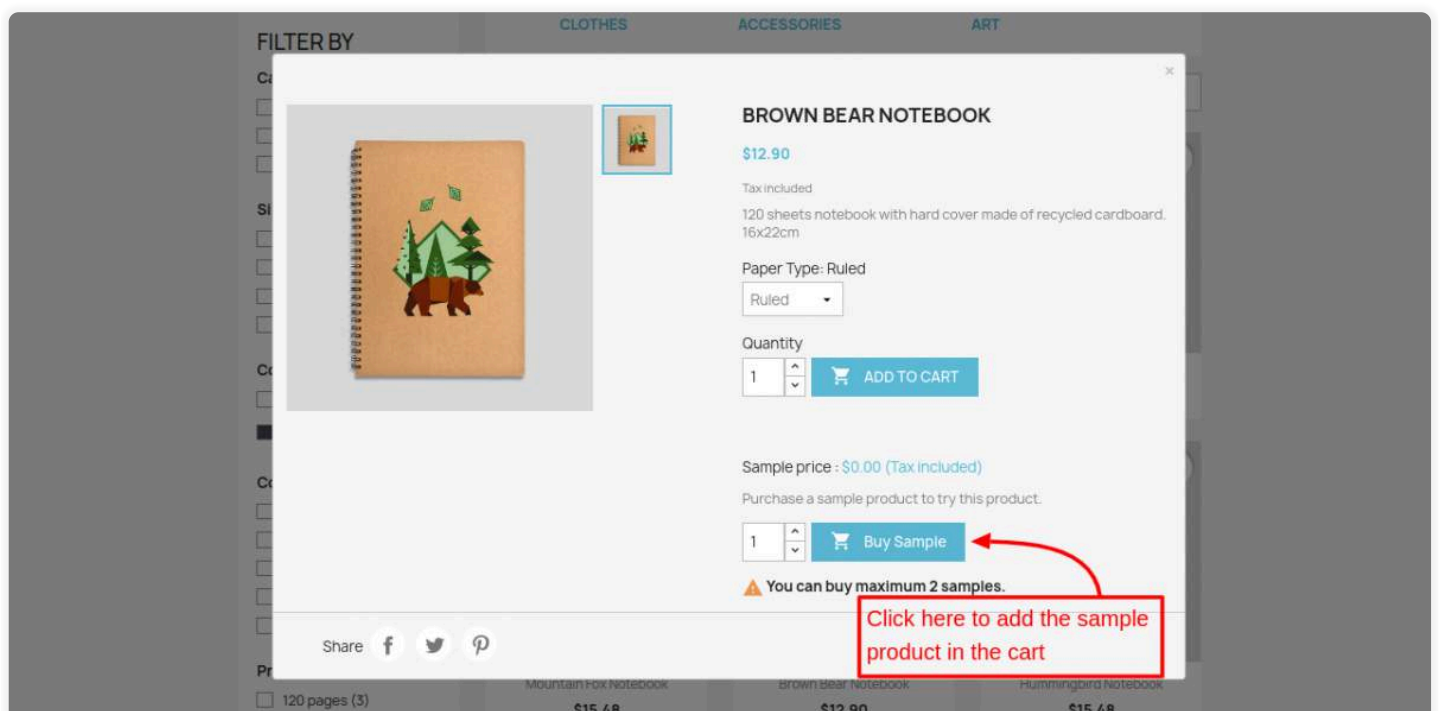 CLOTHES ACCESSORIES ART
FILTER BY
×
BROWN BEAR NOTEBOOK
$12.90
Tax included
120 sheets notebook with hard cover made of recycled cardboard.
16x22cm
Paper Type: Ruled
Ruled
Quantity
1 ADD TO CART
Sample price : $0.00 (Tax included)
Purchase a sample product to try this product.
1 Buy Sample
You can buy maximum 2 samples.
Click here to add the sample
product in the cart
Share
Mountain Fox Notebook Brown Bear Notebook Hummingbird Notebook
120 pages (3)
$15.48 $12.90 $15.48